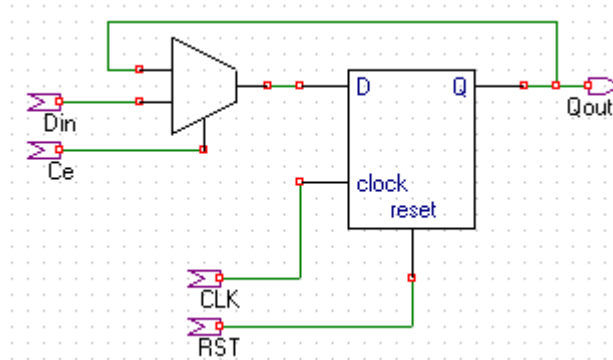 D Q
Qout
Din
Ce
clock
reset
CLK
RST